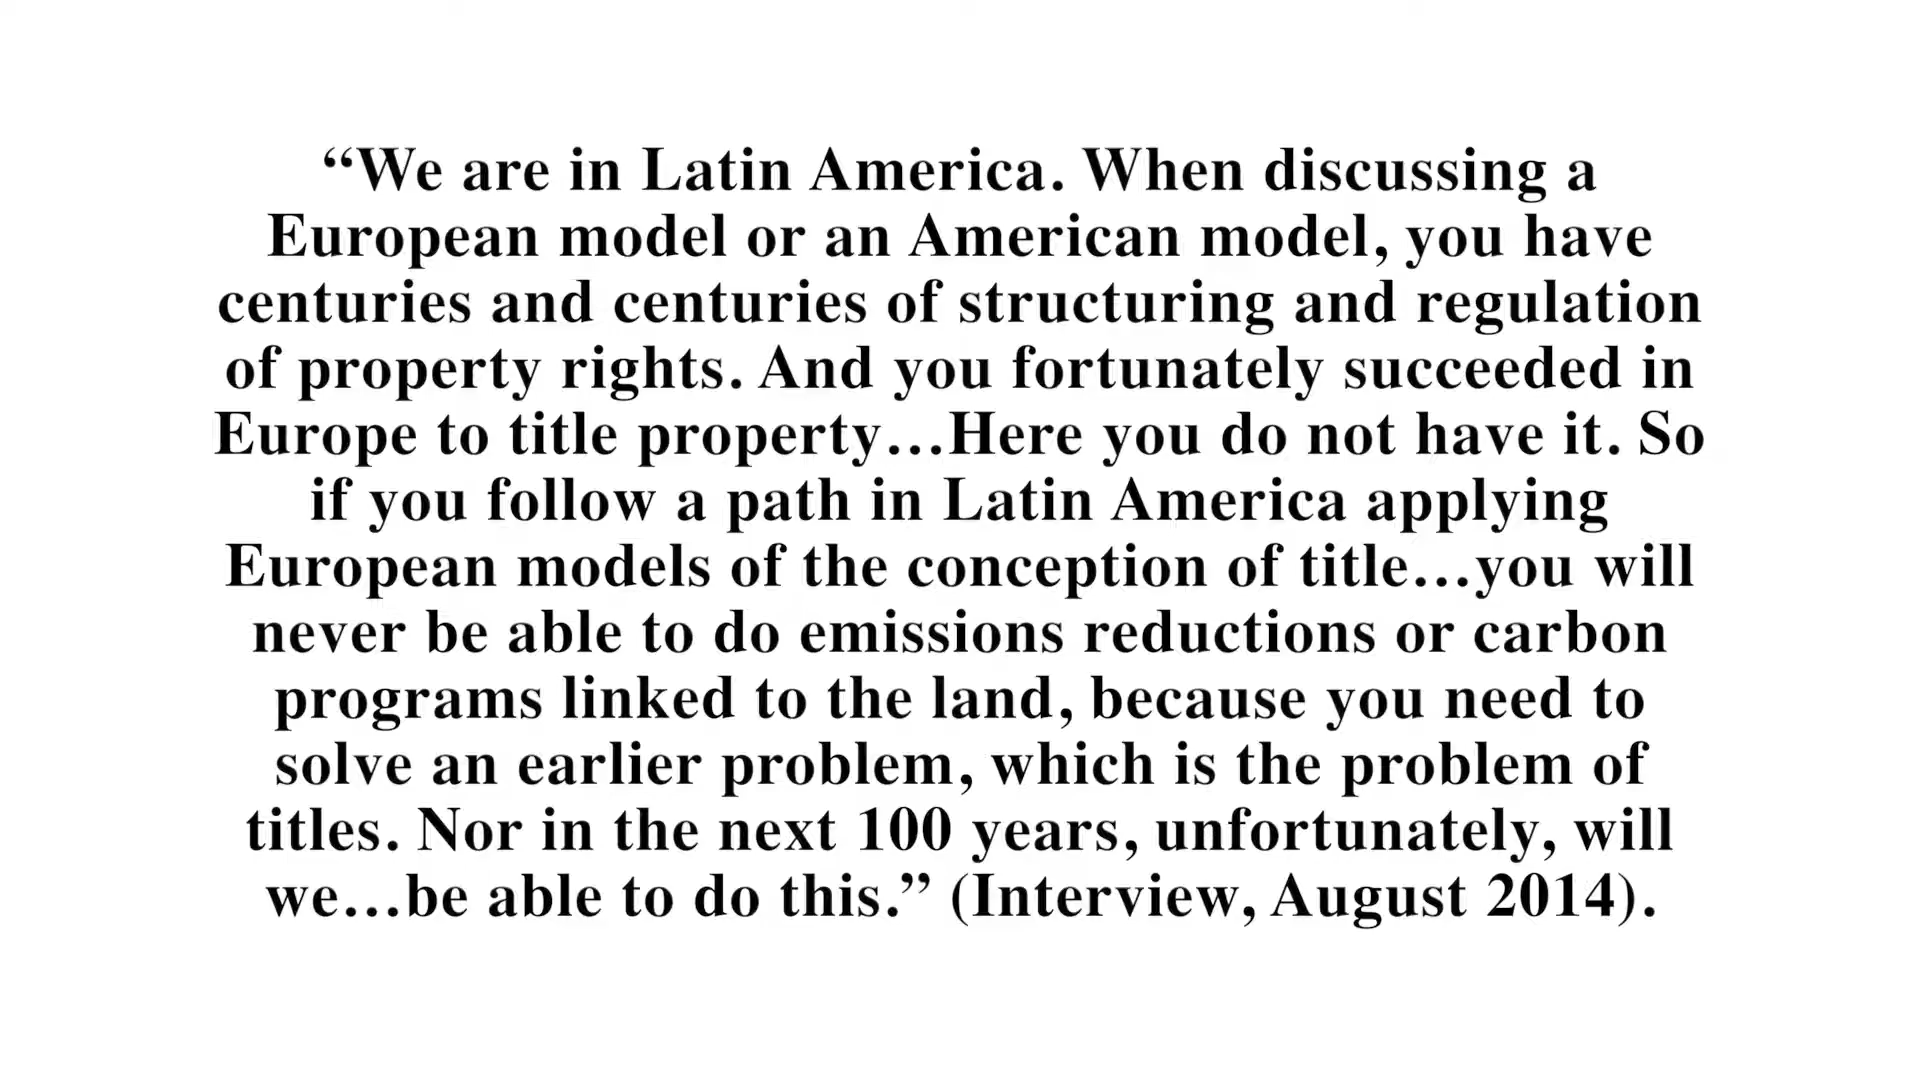 “We are in Latin America. When discussing a
European model or an American model, you have
centuries and centuries of structuring and regulation
of property rights. And you fortunately succeeded in
Europe to title property…Here you do not have it. So
if you follow a path in Latin America applying
European models of the conception of title…you will
never be able to do emissions reductions or carbon
programs linked to the land, because you need to
solve an earlier problem, which is the problem of
titles. Nor in the next 100 years, unfortunately, will
we…be able to do this.” (Interview, August 2014).